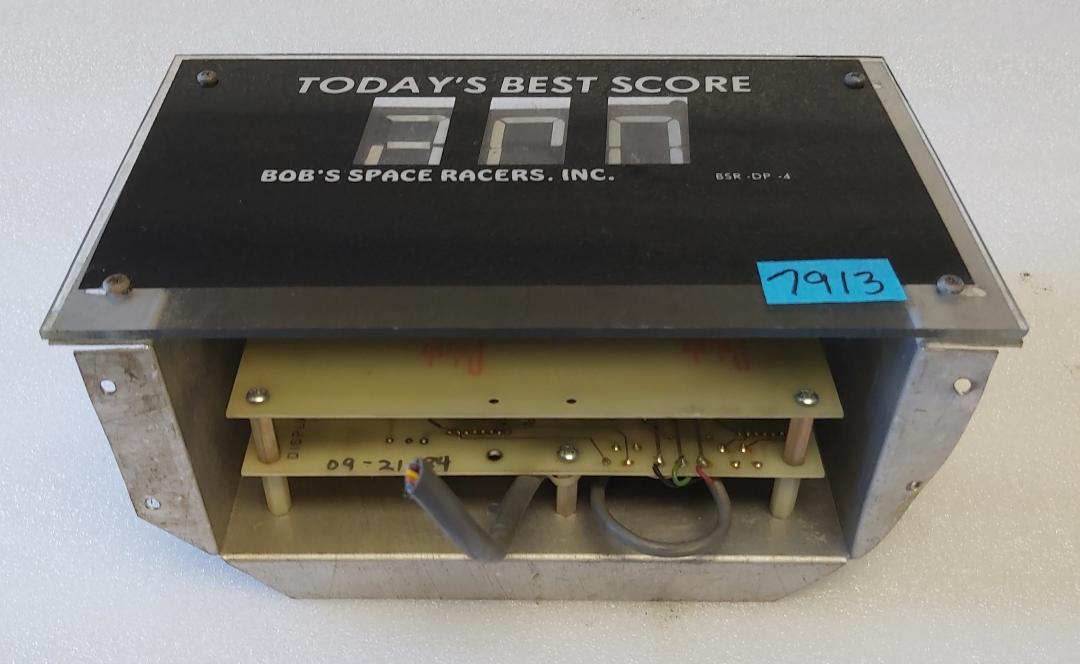 TODAY'S BEST SCORE
BOB'S SPACE RACERS, INC.
BSR-DP-4
7913